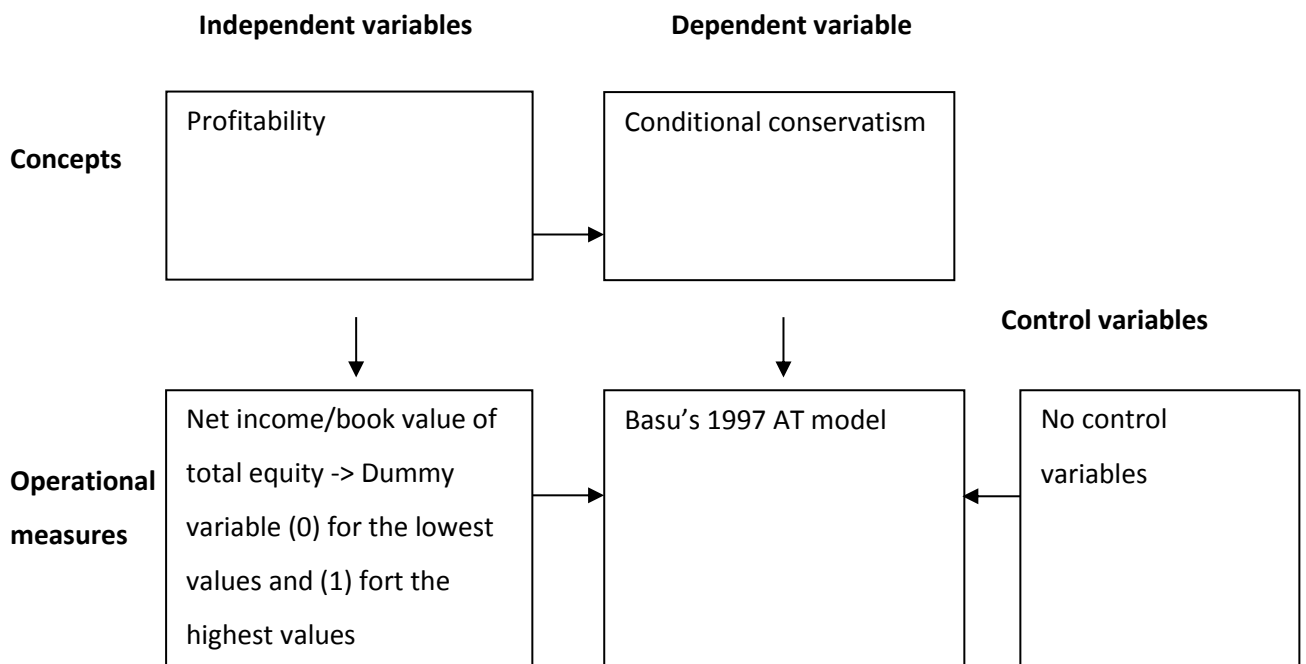 Independent variables
Dependent variable
Concepts
Profitability
Conditional conservatism
Control variables
Operational
measures
Net income/book value of
total equity -> Dummy
variable (0) for the lowest
values and (1) fort the
highest values
Basu’s 1997 AT model
No control
variables